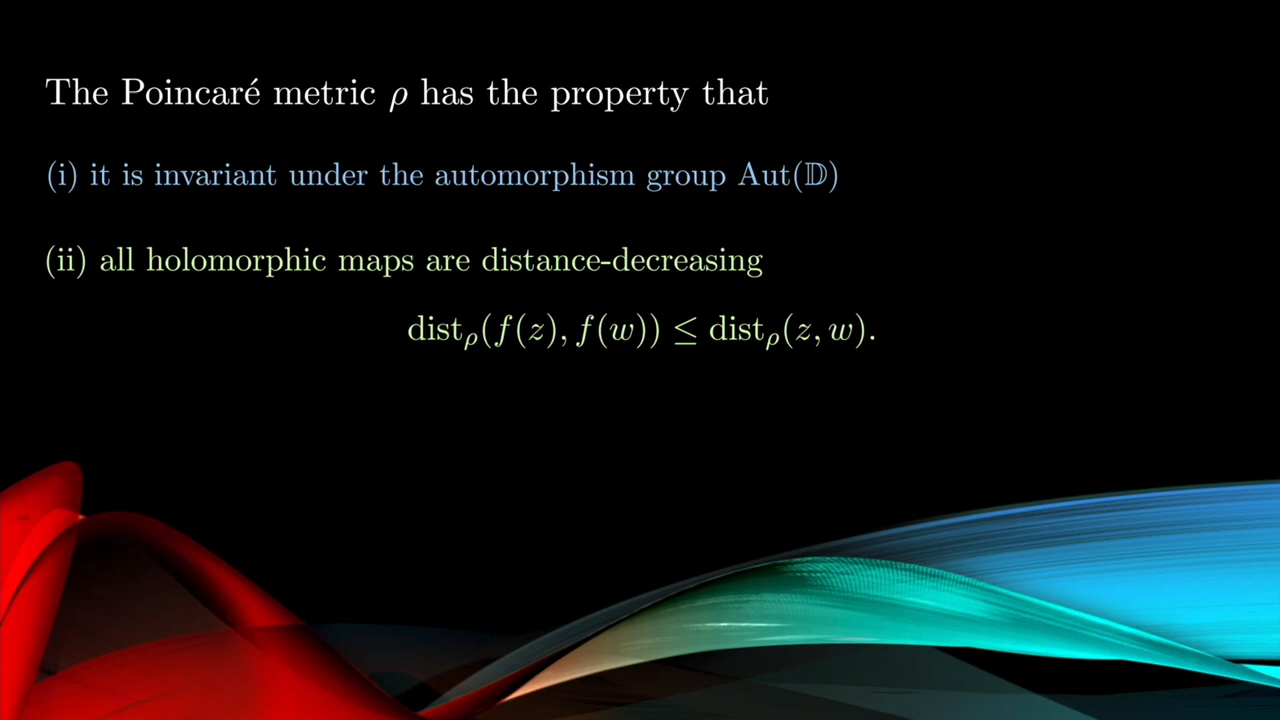 The Poincaré metric ρ has the property that
(i) it is invariant under the automorphism group Aut(𝔻)
(ii) all holomorphic maps are distance-decreasing
dist_ρ(f(z), f(w)) ≤ dist_ρ(z, w).